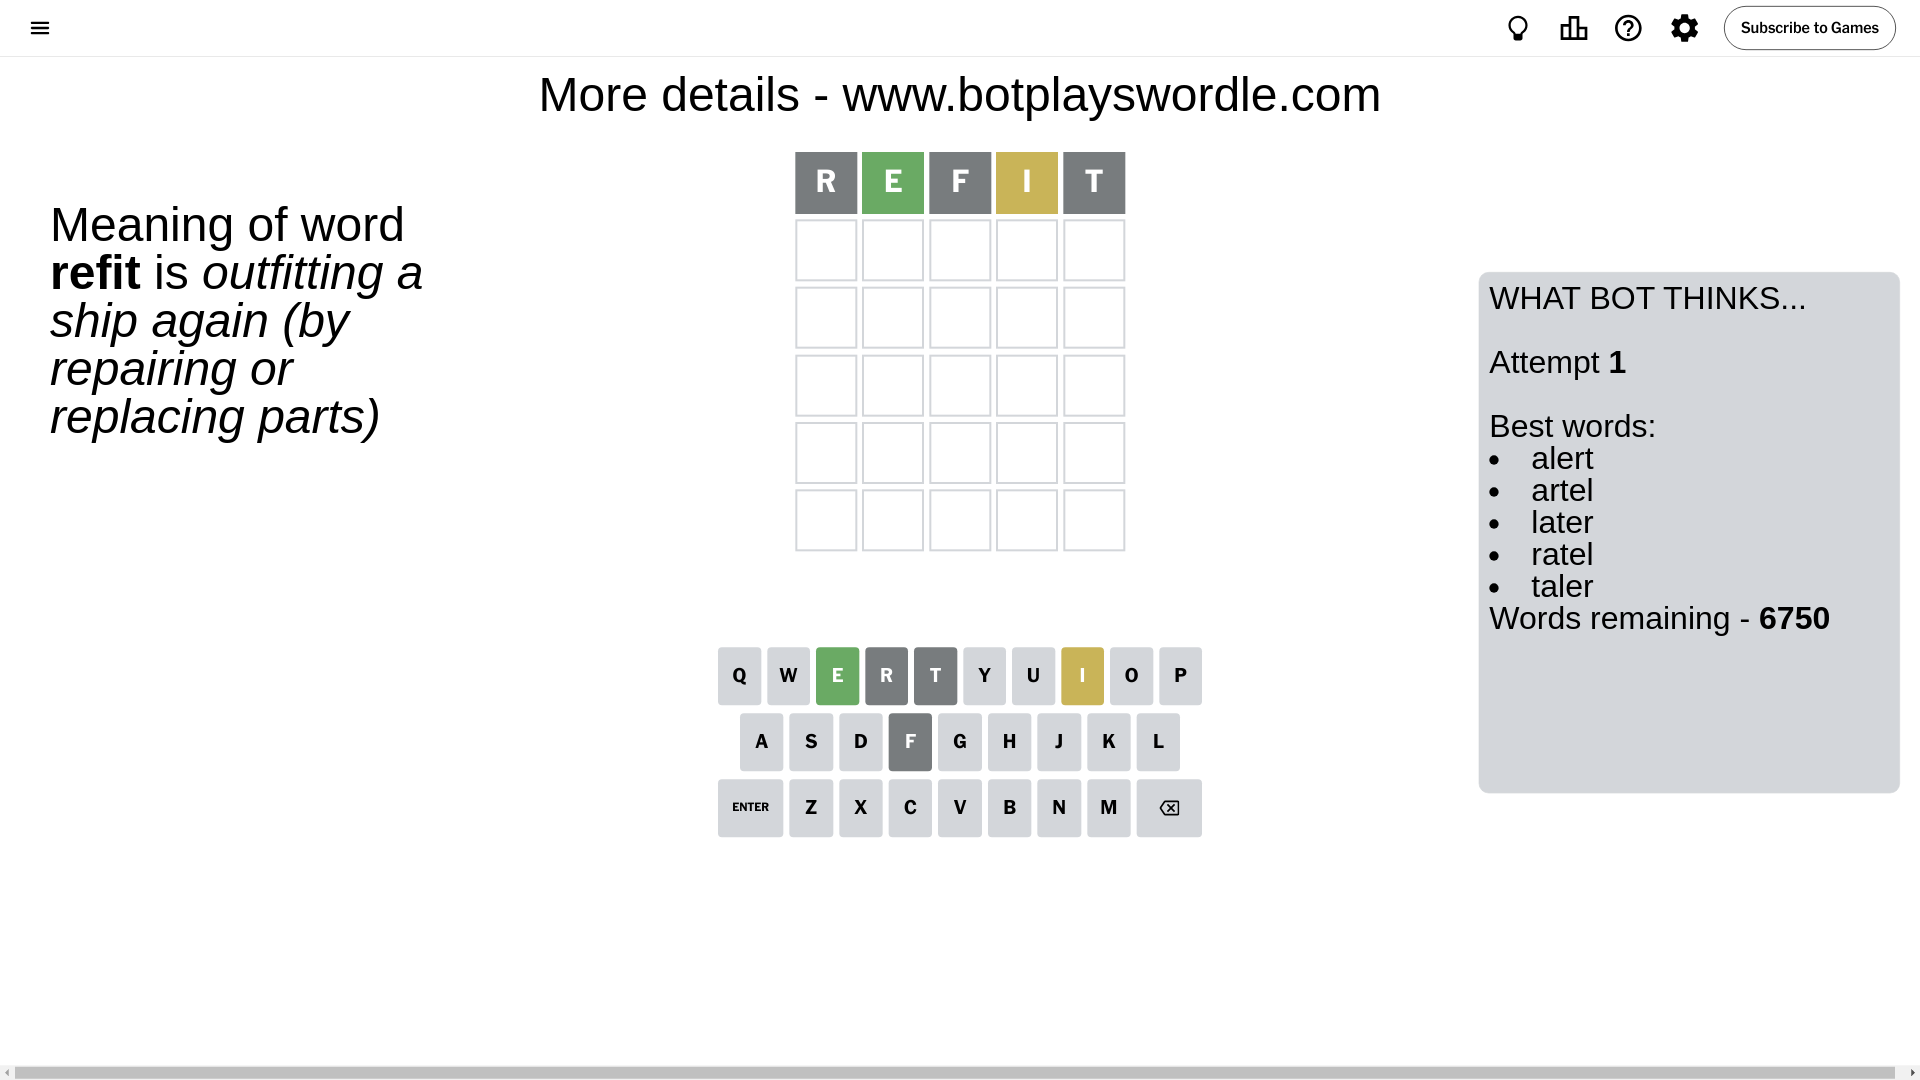 Subscribe to Games
More details - www.botplayswordle.com
Meaning of word
refit is outfitting a
ship again (by
repairing or
replacing parts)
R E F I T
WHAT BOT THINKS...
Attempt 1
Best words:
• alert
• artel
• later
• ratel
• taler
Words remaining - 6750
Q W E R T Y U I O P
A S D F G H J K L
ENTER Z X C V B N M